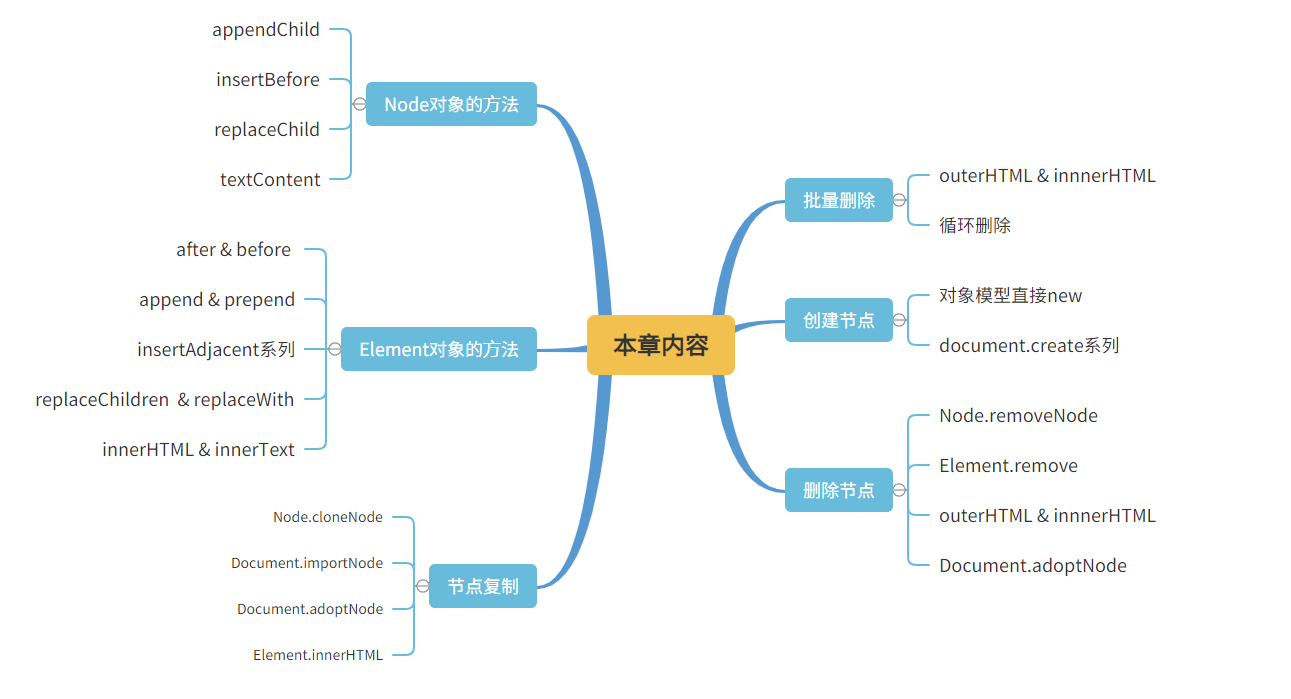 本章内容
批量删除
outerHTML & innnerHTML
循环删除
创建节点
对象模型直接new
document.create系列
删除节点
Node.removeNode
Element.remove
outerHTML & innnerHTML
Document.adoptNode
Node对象的方法
appendChild
insertBefore
replaceChild
textContent
Element对象的方法
after & before
append & prepend
insertAdjacent系列
replaceChildren & replaceWith
innerHTML & innerText
节点复制
Node.cloneNode
Document.importNode
Document.adoptNode
Element.innerHTML